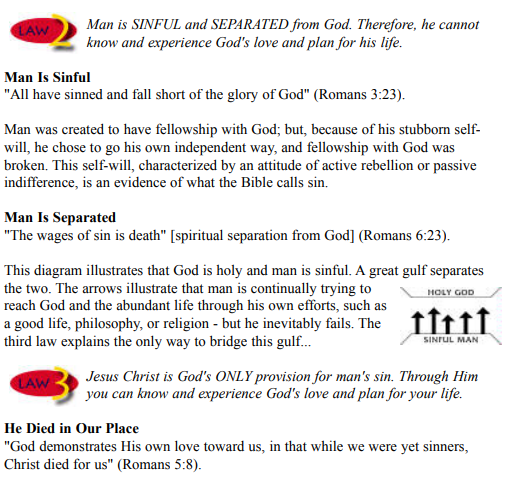 LAW 2
Man is SINFUL and SEPARATED from God. Therefore, he cannot
know and experience God's love and plan for his life.
Man Is Sinful
"All have sinned and fall short of the glory of God" (Romans 3:23).
Man was created to have fellowship with God; but, because of his stubborn self-
will, he chose to go his own independent way, and fellowship with God was
broken. This self-will, characterized by an attitude of active rebellion or passive
indifference, is an evidence of what the Bible calls sin.
Man Is Separated
"The wages of sin is death" [spiritual separation from God] (Romans 6:23).
This diagram illustrates that God is holy and man is sinful. A great gulf separates
the two. The arrows illustrate that man is continually trying to
reach God and the abundant life through his own efforts, such as
a good life, philosophy, or religion - but he inevitably fails. The
third law explains the only way to bridge this gulf...
HOLY GOD
SINFUL MAN
LAW 3
Jesus Christ is God's ONLY provision for man's sin. Through Him
you can know and experience God's love and plan for your life.
He Died in Our Place
"God demonstrates His own love toward us, in that while we were yet sinners,
Christ died for us" (Romans 5:8).